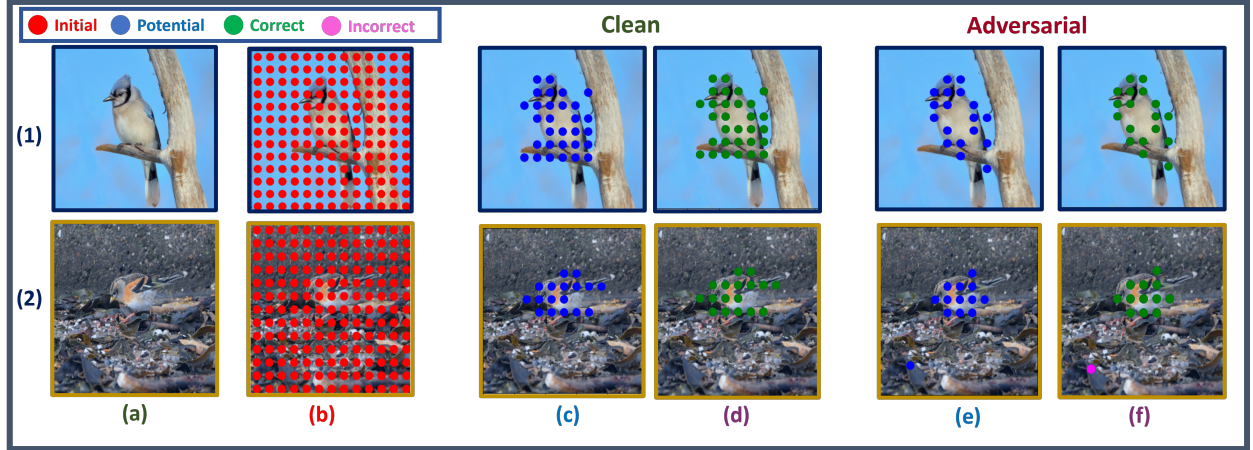 Initial Potential Correct Incorrect
Clean
Adversarial
(1)
(2)
(a) (b) (c) (d) (e) (f)